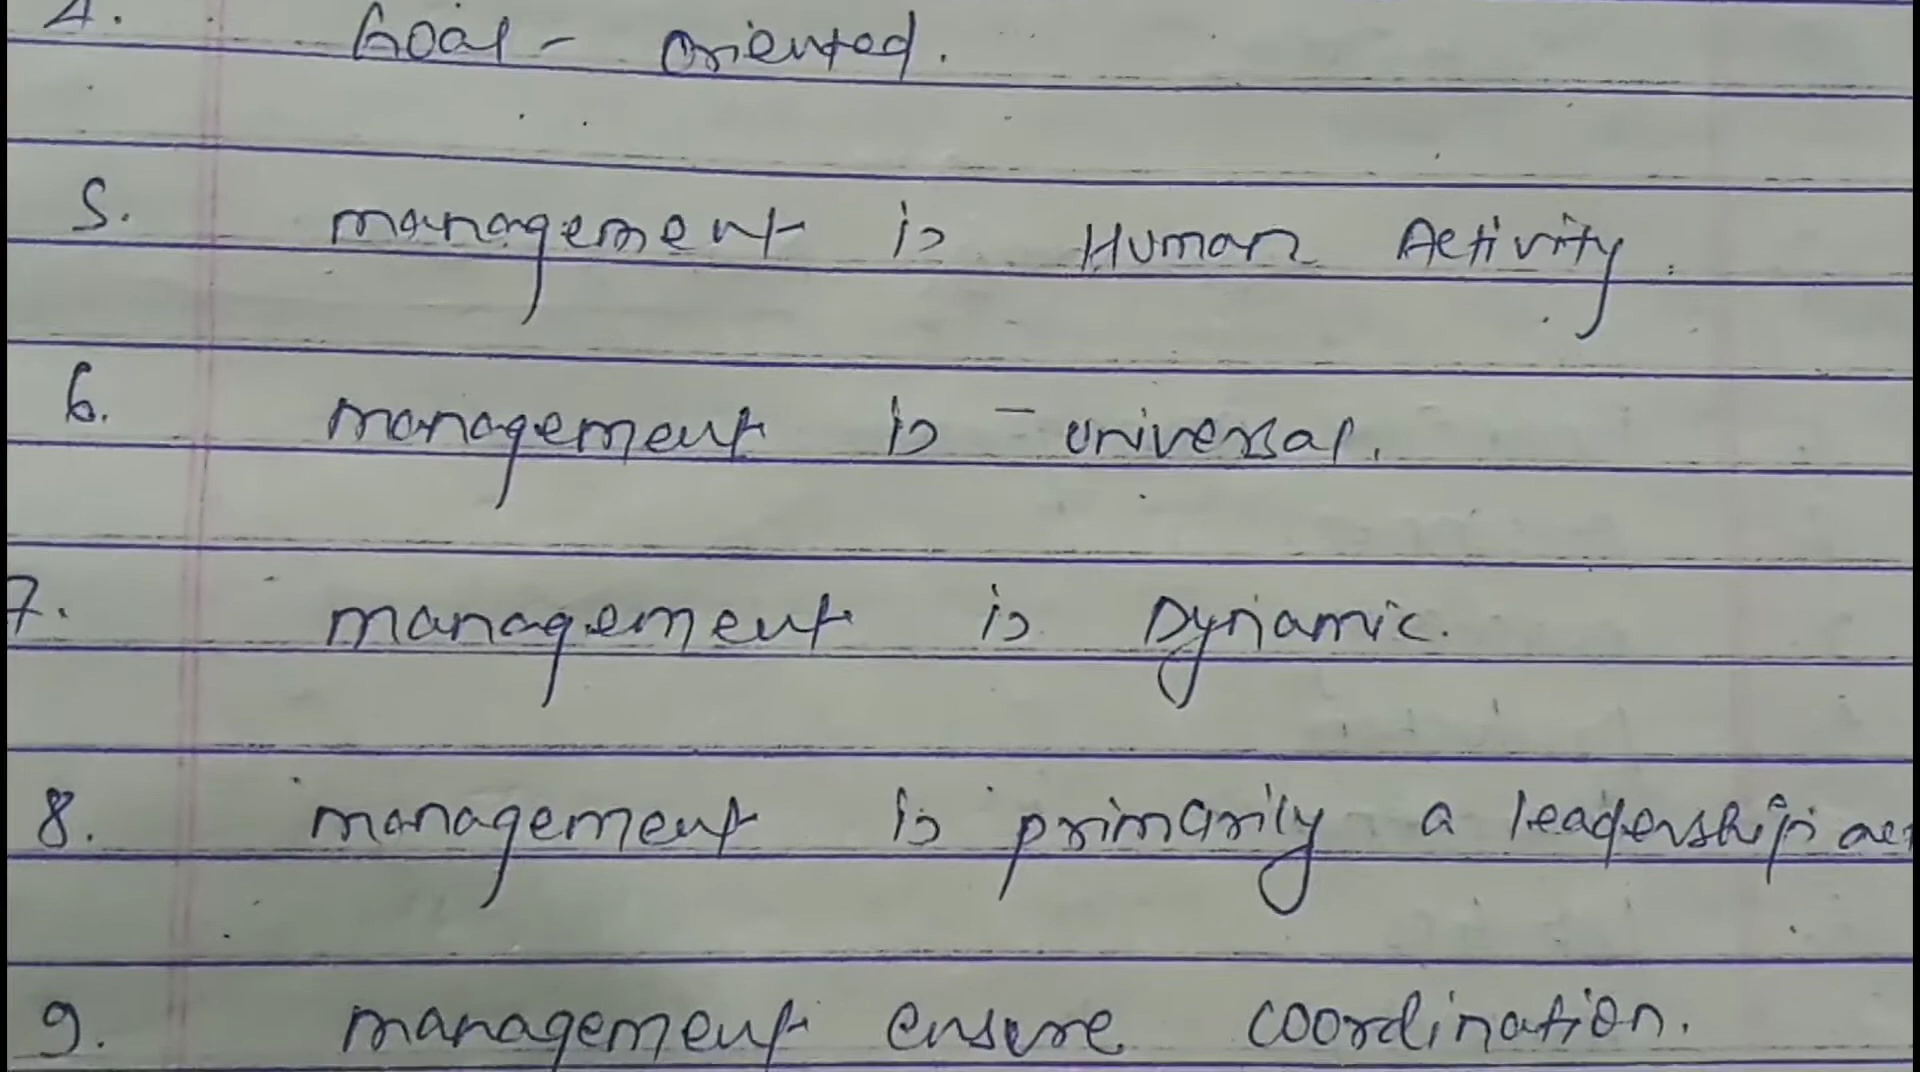 4. Goal - oriented.
5. management is Human Activity.
6. management is - universal.
7. management is Dynamic.
8. management is primarily a leadership
9. management ensure coordination.